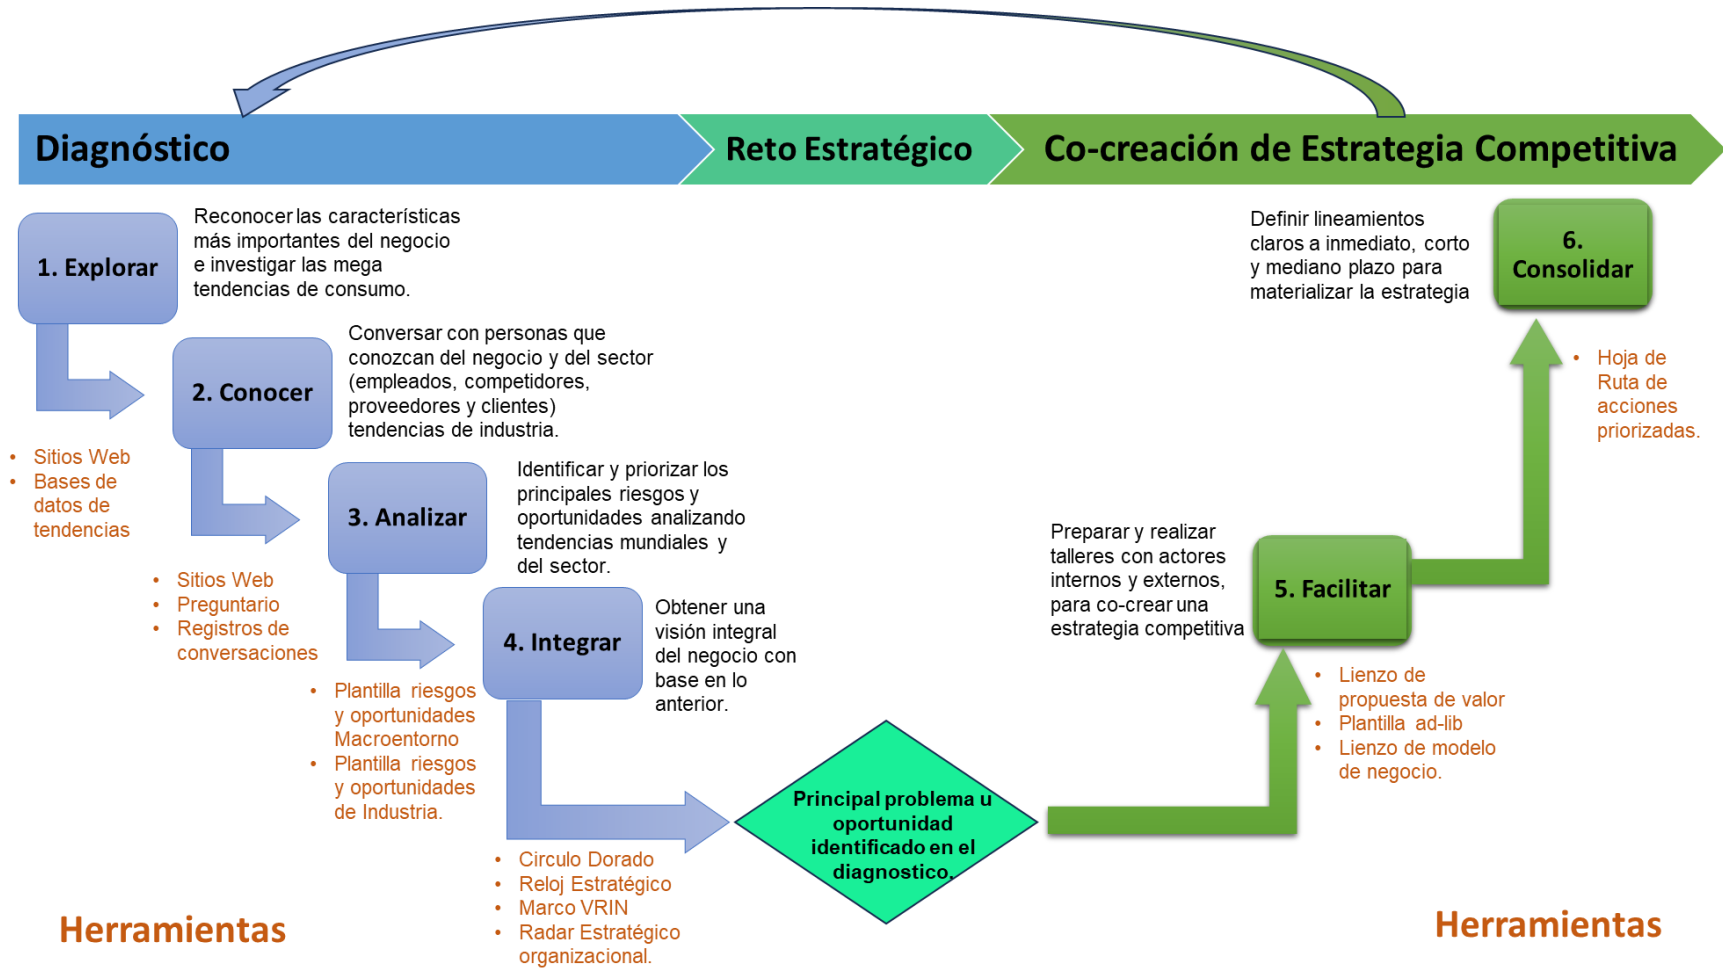 Diagnóstico
Reto Estratégico
Co-creación de Estrategia Competitiva
1. Explorar
Reconocer las características
más importantes del negocio
e investigar las mega
tendencias de consumo.
• Sitios Web
• Bases de
datos de
tendencias
2. Conocer
Conversar con personas que
conozcan del negocio y del sector
(empleados, competidores,
proveedores y clientes)
tendencias de industria.
• Sitios Web
• Preguntario
• Registros de
conversaciones
3. Analizar
Identificar y priorizar los
principales riesgos y
oportunidades analizando
tendencias mundiales y
del sector.
• Plantilla riesgos
y oportunidades
Macroentorno
• Plantilla riesgos
y oportunidades
de Industria.
4. Integrar
Obtener una
visión integral
del negocio con
base en lo
anterior.
• Circulo Dorado
• Reloj Estratégico
• Marco VRIN
• Radar Estratégico
organizacional.
Principal problema u
oportunidad
identificado en el
diagnostico.
Preparar y realizar
talleres con actores
internos y externos,
para co-crear una
estrategia competitiva
5. Facilitar
• Lienzo de
propuesta de valor
• Plantilla ad-lib
• Lienzo de modelo
de negocio.
Definir lineamientos
claros a inmediato, corto
y mediano plazo para
materializar la estrategia
6.
Consolidar
• Hoja de
Ruta de
acciones
priorizadas.
Herramientas
Herramientas